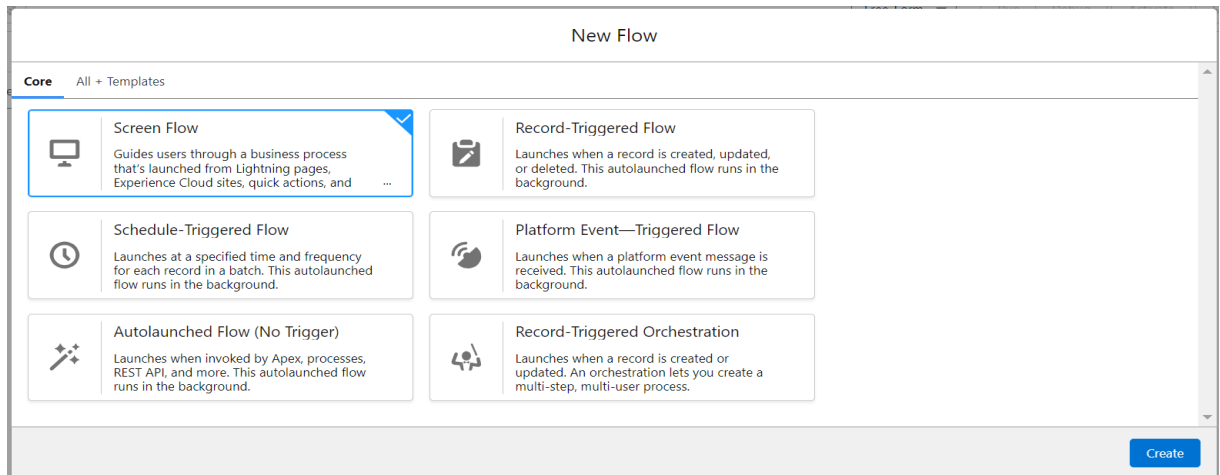 New Flow
Core
All + Templates
Screen Flow
Guides users through a business process
that's launched from Lightning pages,
Experience Cloud sites, quick actions, and ...
Record-Triggered Flow
Launches when a record is created, updated,
or deleted. This autolaunched flow runs in the
background.
Schedule-Triggered Flow
Launches at a specified time and frequency
for each record in a batch. This autolaunched
flow runs in the background.
Platform Event—Triggered Flow
Launches when a platform event message is
received. This autolaunched flow runs in the
background.
Autolaunched Flow (No Trigger)
Launches when invoked by Apex, processes,
REST API, and more. This autolaunched flow
runs in the background.
Record-Triggered Orchestration
Launches when a record is created or
updated. An orchestration lets you create a
multi-step, multi-user process.
Create